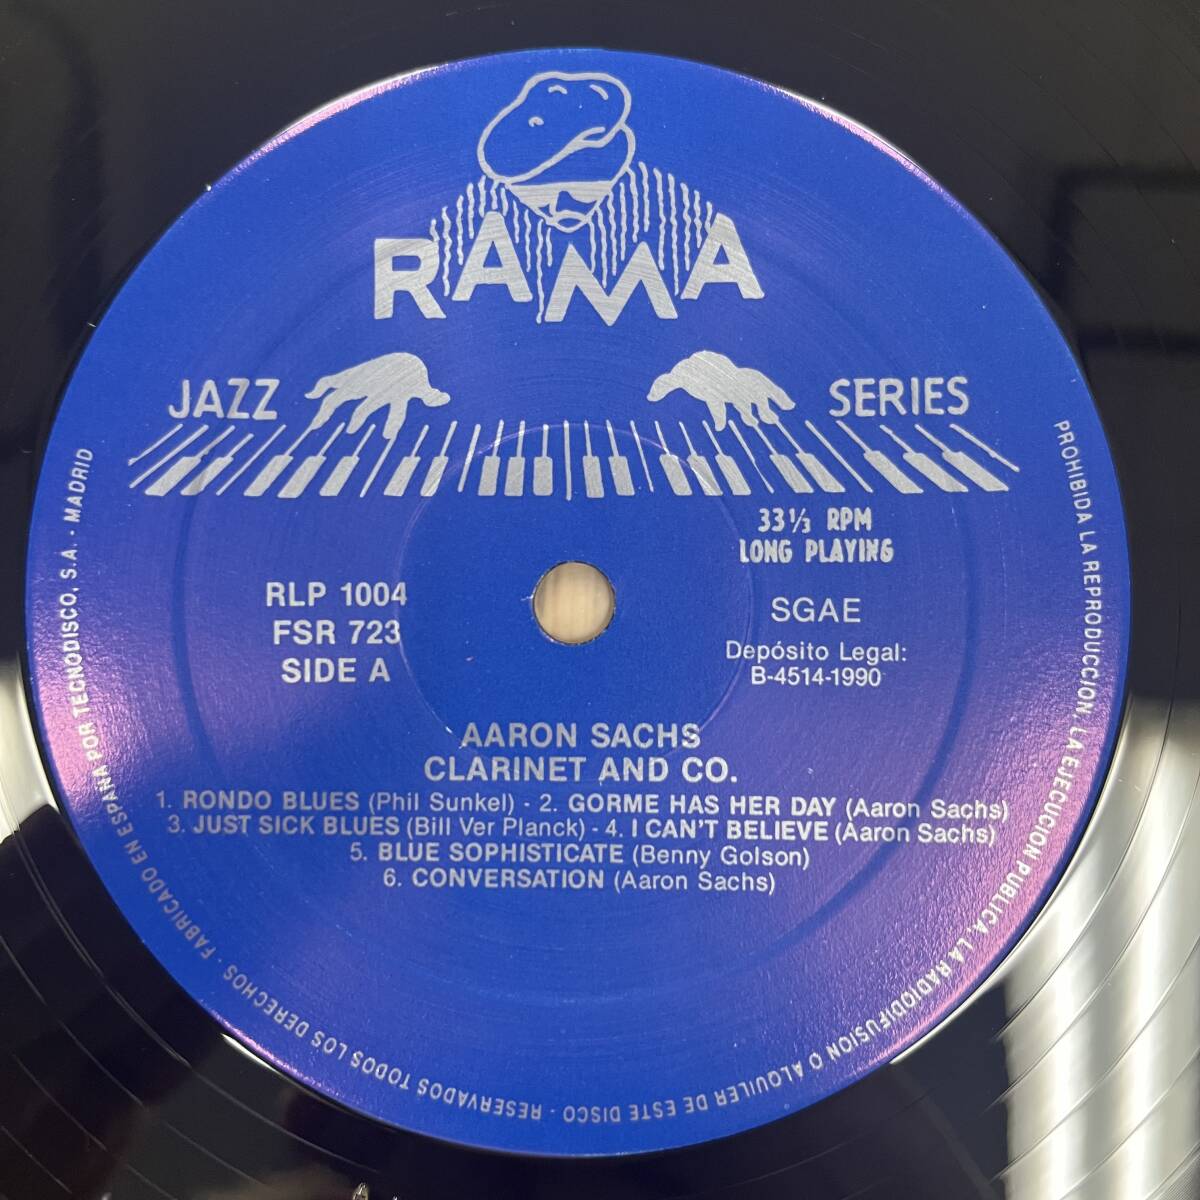 RAMA
JAZZ SERIES
33⅓ RPM
LONG PLAYING
RLP 1004
FSR 723
SIDE A
SGAE
Depósito Legal:
B-4514-1990
AARON SACHS
CLARINET AND CO.
1. RONDO BLUES (Phil Sunkel) - 2. GORME HAS HER DAY (Aaron Sachs)
3. JUST SICK BLUES (Bill Ver Planck) - 4. I CAN'T BELIEVE (Aaron Sachs)
5. BLUE SOPHISTICATE (Benny Golson)
6. CONVERSATION (Aaron Sachs)
PROHIBIDA LA REPRODUCCION, LA EJECUCION PUBLICA, LA RADIODIFUSION O ALQUILER DE ESTE DISCO - RESERVADOS TODOS LOS DERECHOS - FABRICADO EN ESPAÑA POR TECNODISCO, S.A. - MADRID